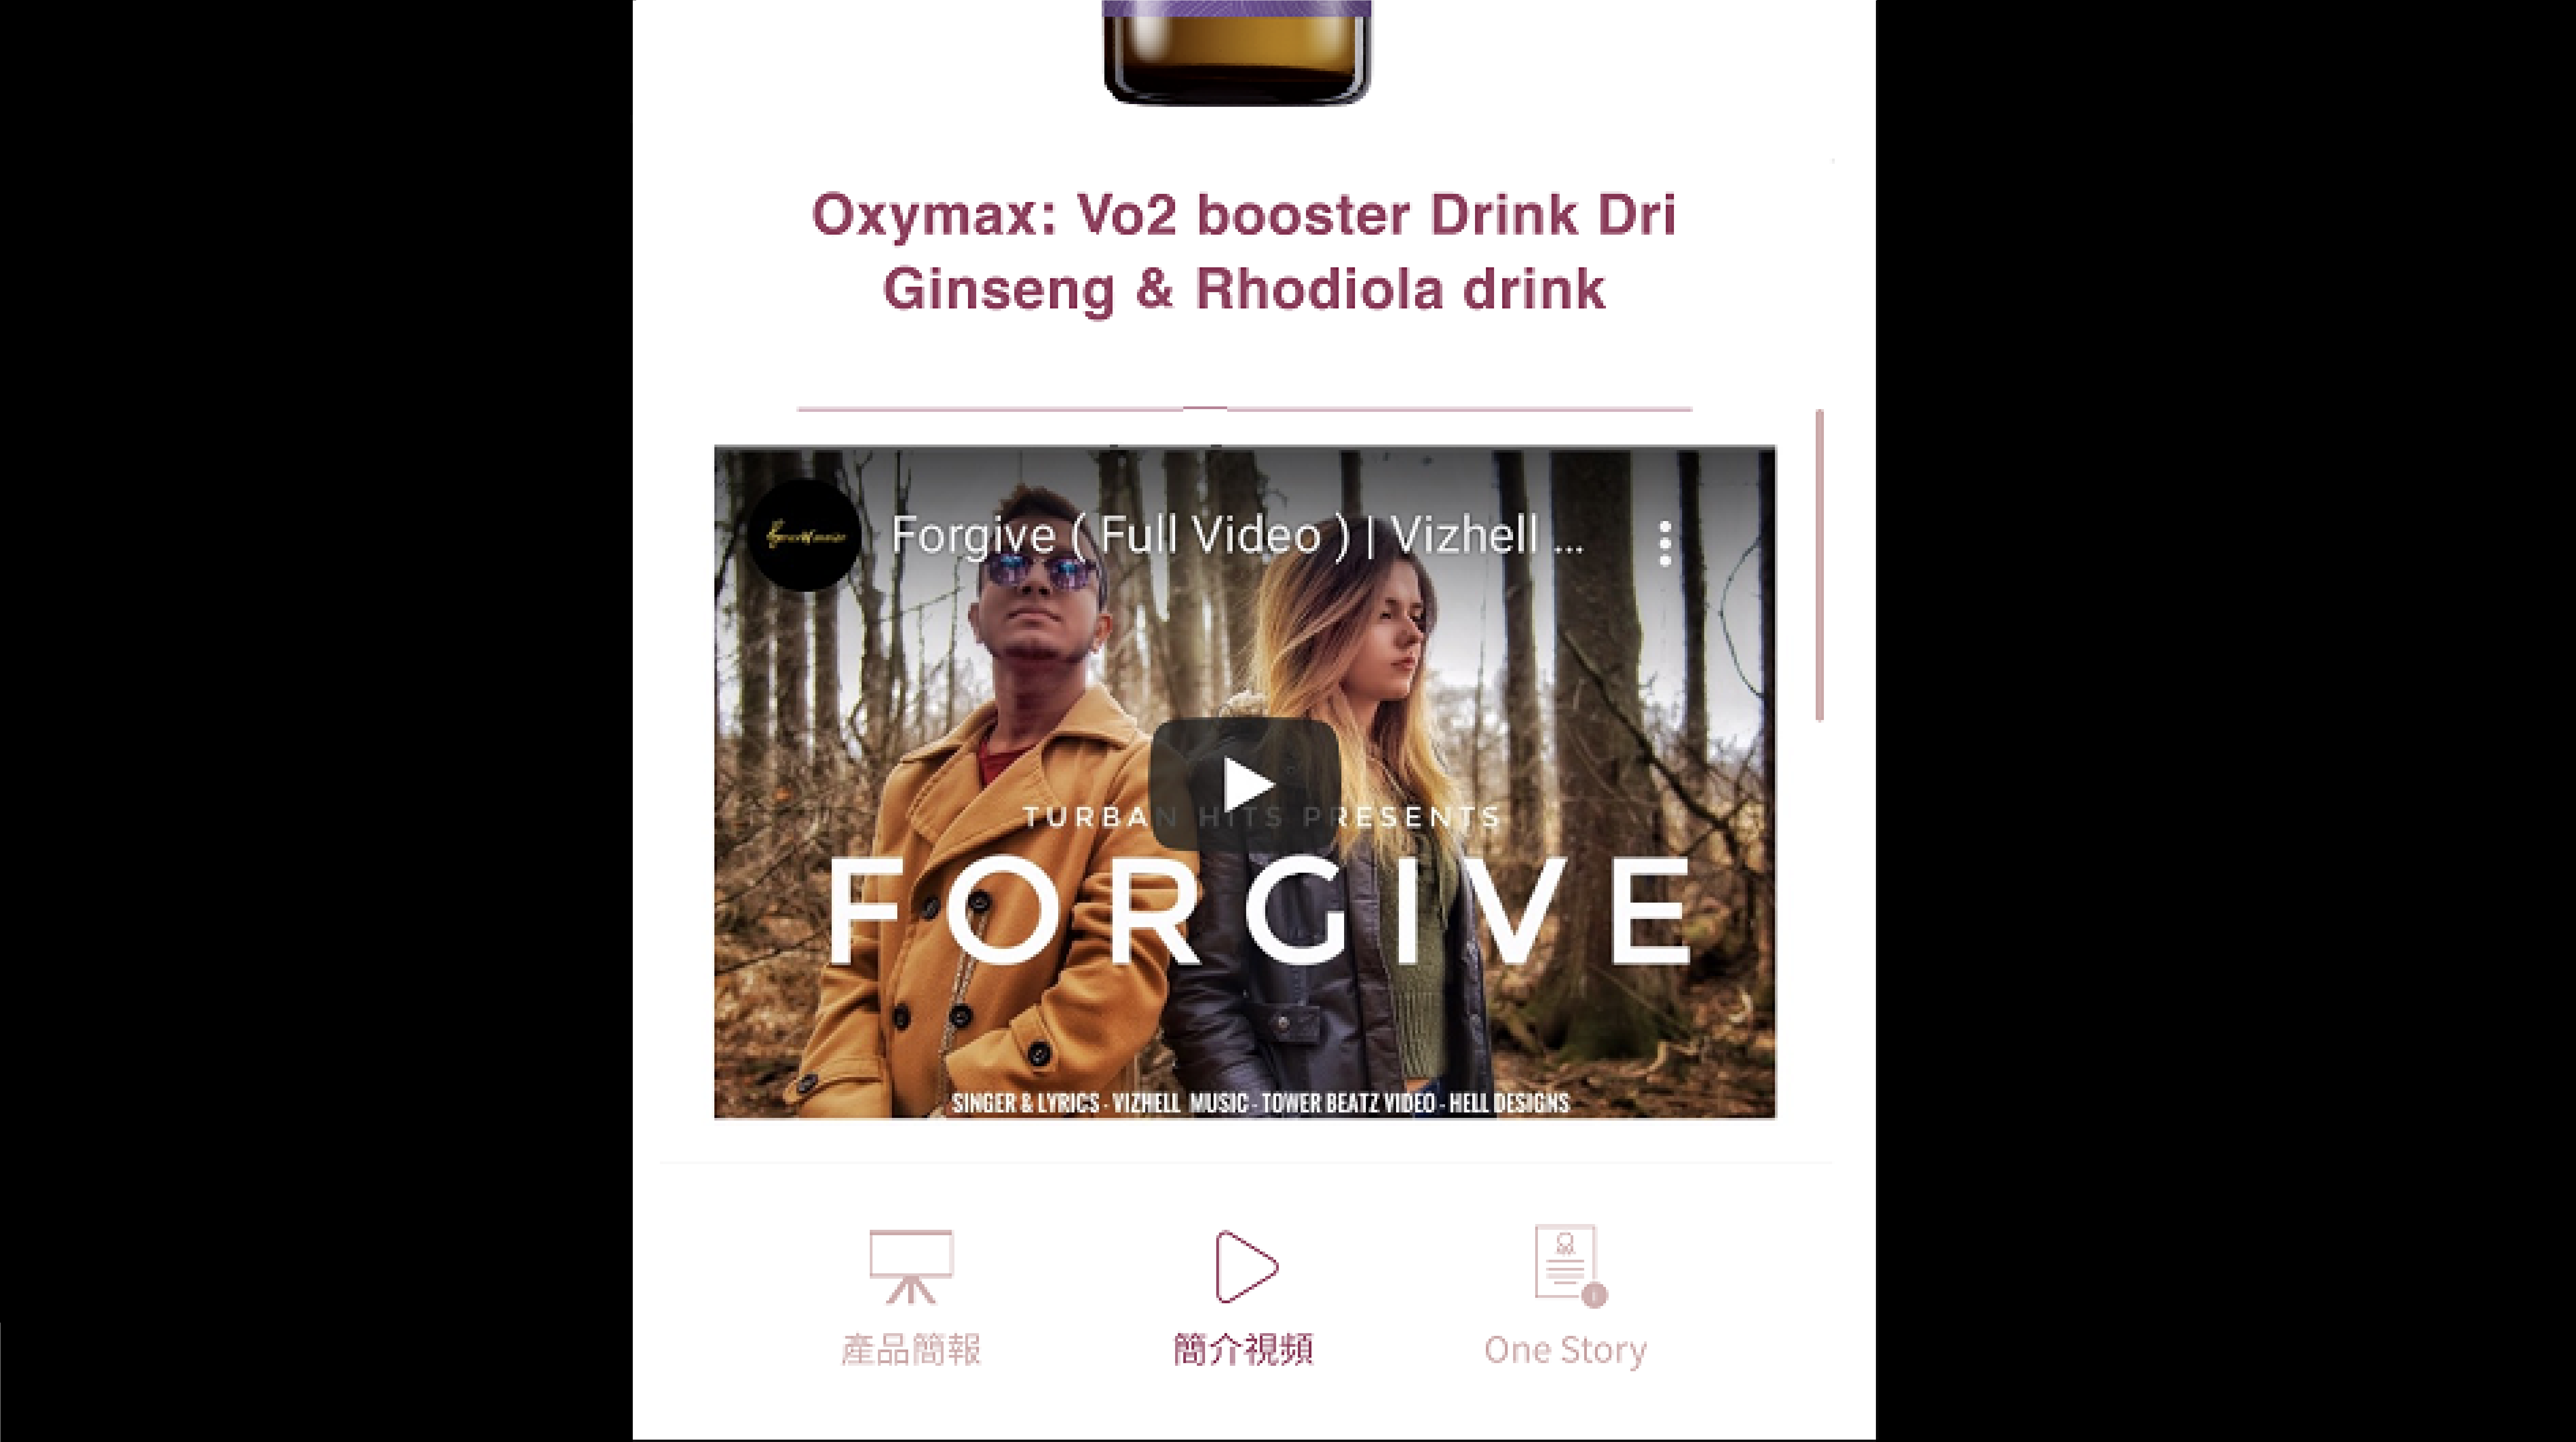 Oxymax: Vo2 booster Drink Dri
Ginseng & Rhodiola drink
Forgive ( Full Video ) | Vizhell ...
TURBAN HITS PRESENTS
FORGIVE
SINGER & LYRICS - VIZHELL MUSIC - TOWER BEATZ VIDEO - HELL DESIGNS
產品簡報
簡介視頻
One Story